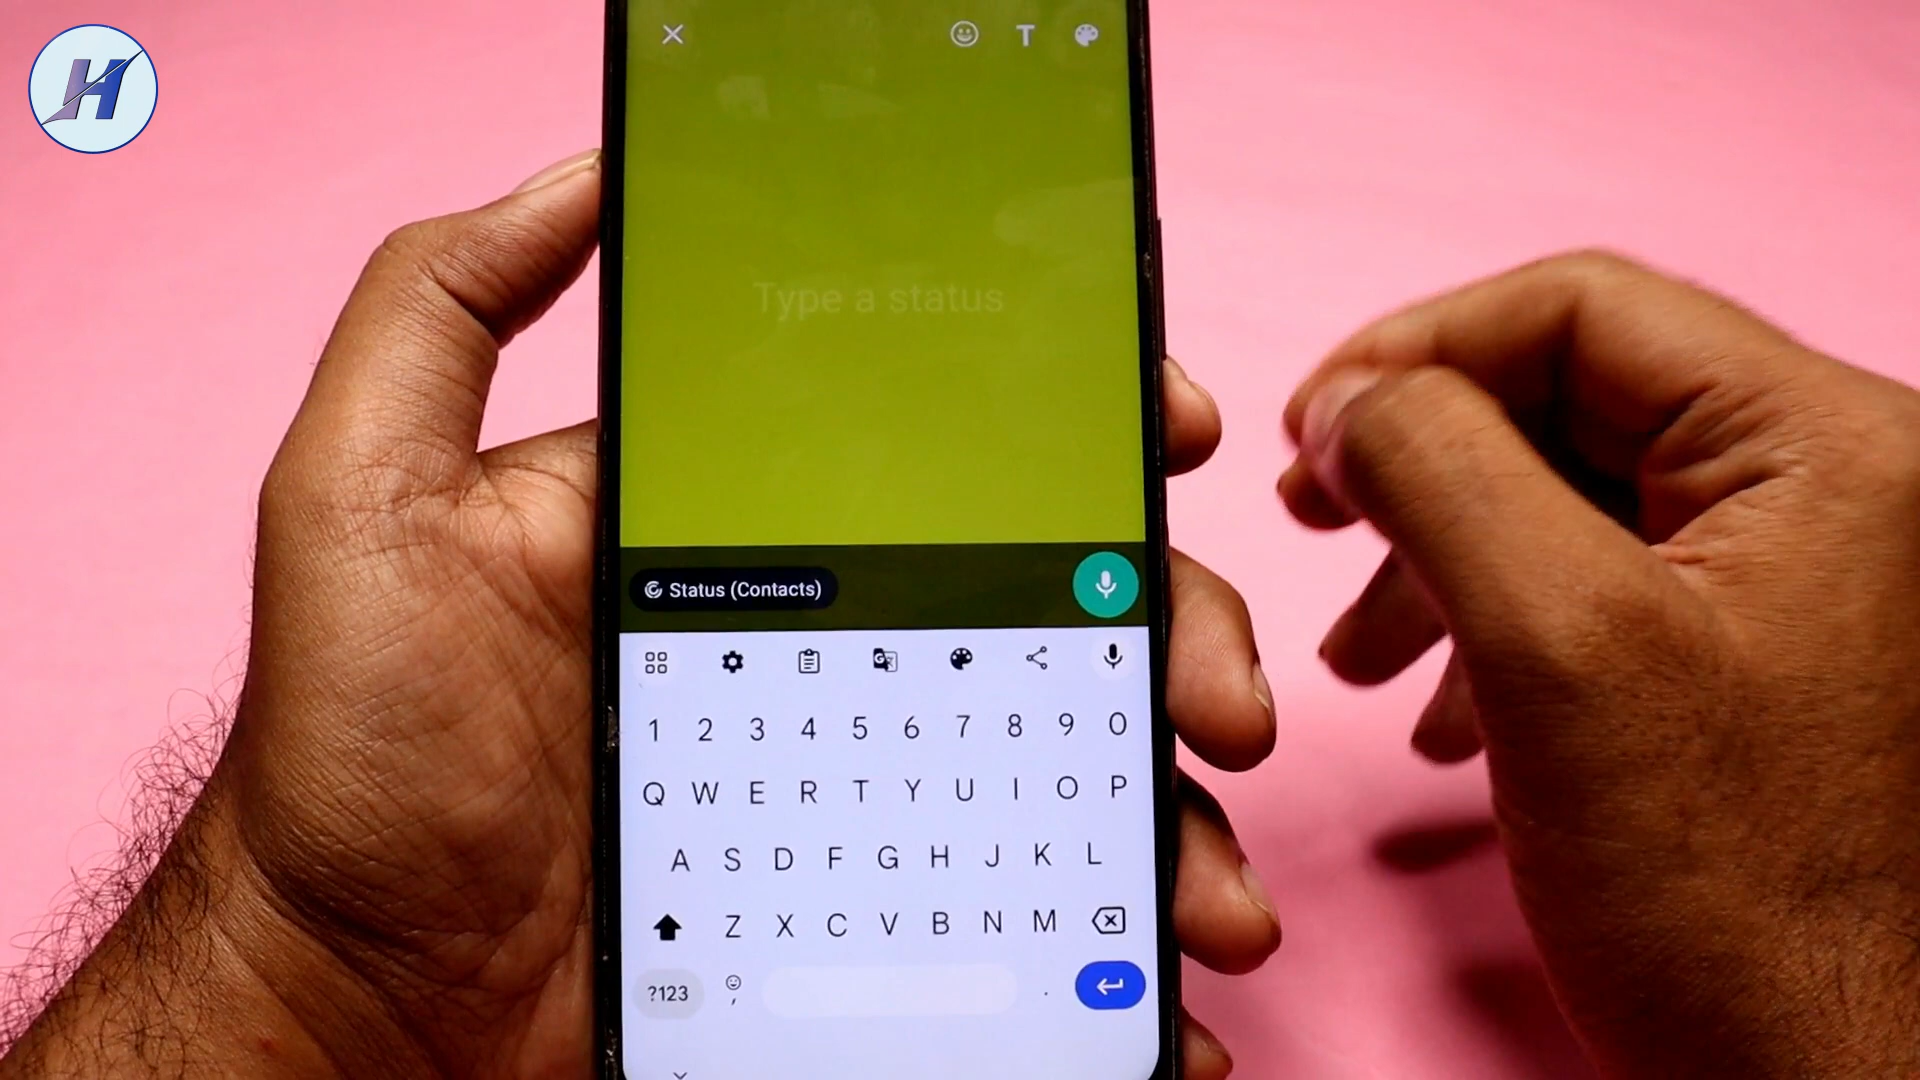 H
T
Type a status
Status (Contacts)
1 2 3 4 5 6 7 8 9 0
Q W E R T Y U I O P
A S D F G H J K L
Z X C V B N M
?123 , .